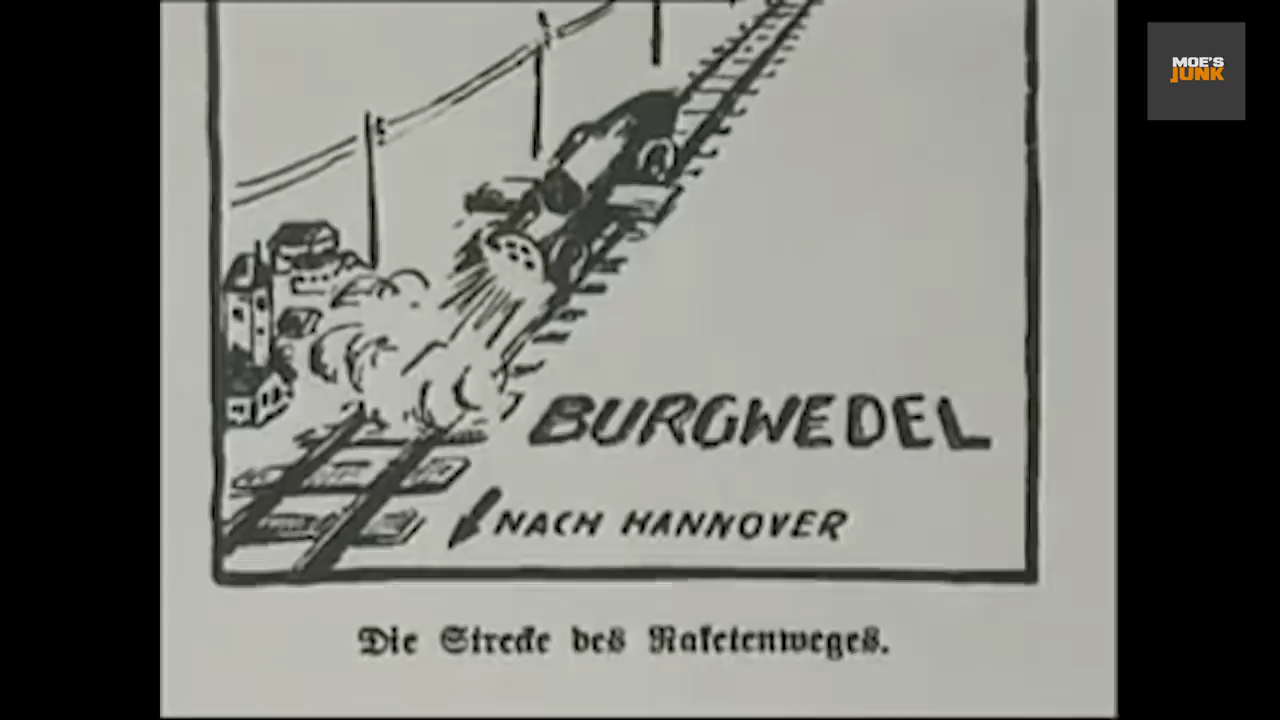 MOE'S
JUNK
BURGWEDEL
NACH HANNOVER
Die Strecke des Raketenweges.